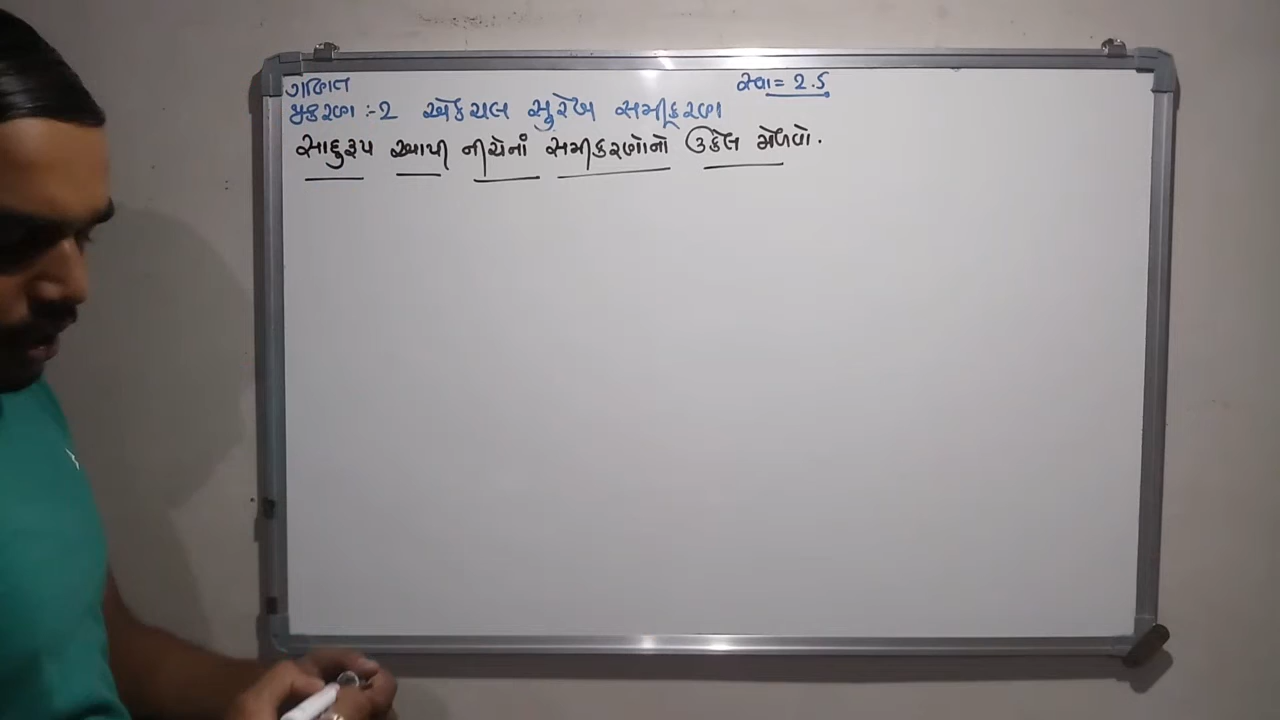 ગણિત
સ્વા = 2.5
પ્રકરણ :- 2 એકચલ સુરેખ સમીકરણ
સાદુરૂપ આપી નીચેનાં સમીકરણોનો ઉકેલ મેળવો.